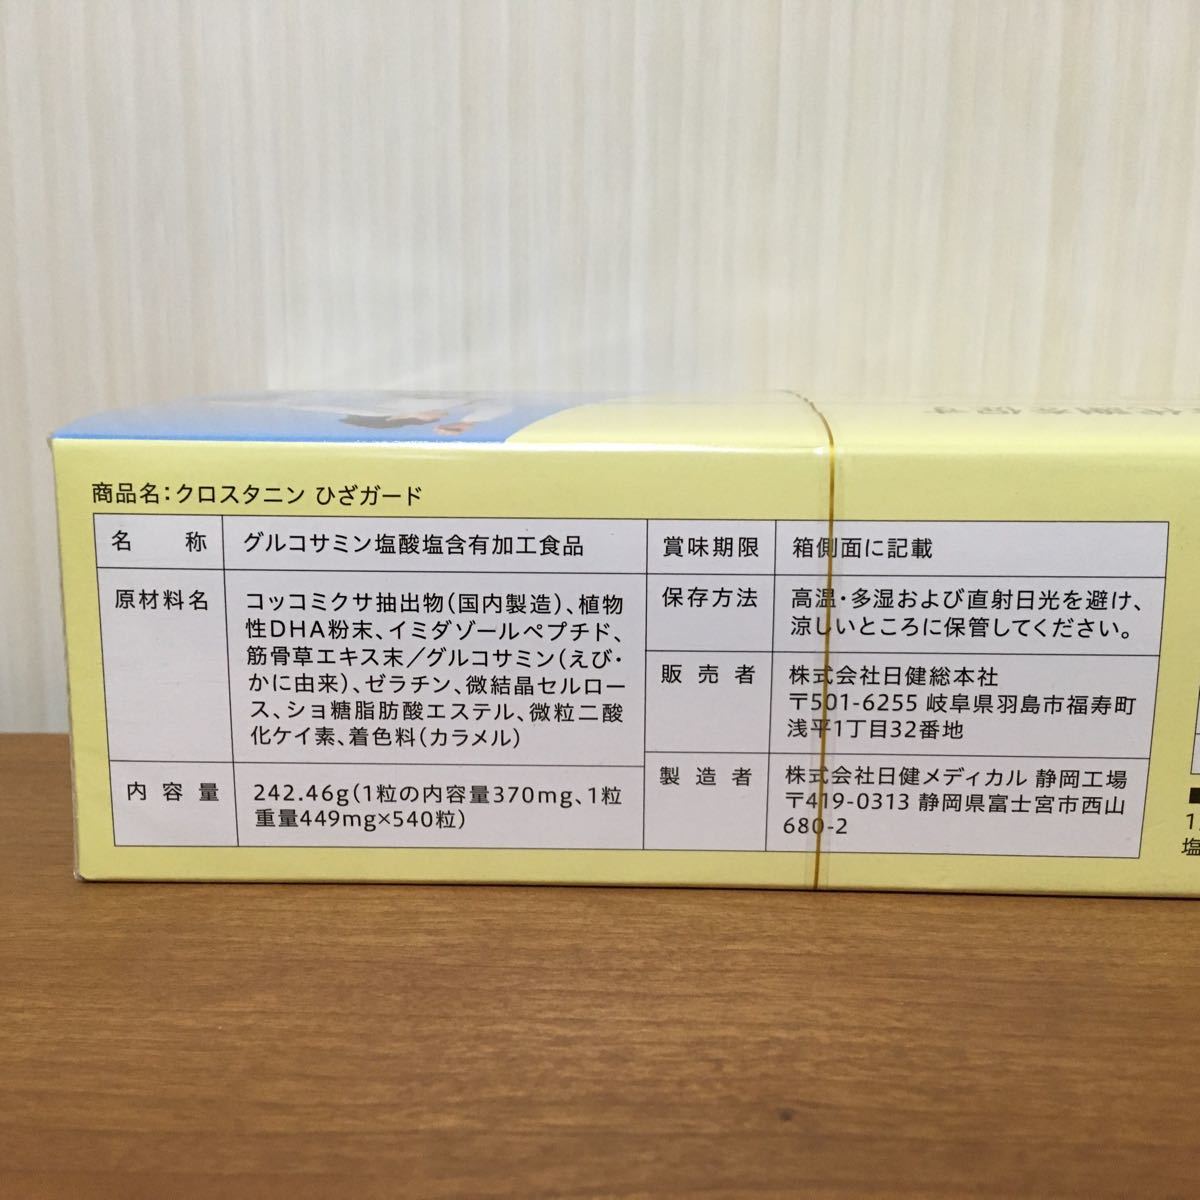 代謝を促す
商品名：クロスタニン ひざガード
名 称
グルコサミン塩酸塩含有加工食品
原材料名
コッコミクサ抽出物（国内製造）、植物
性DHA粉末、イミダゾールペプチド、
筋骨草エキス末／グルコサミン（えび・
かに由来）、ゼラチン、微結晶セルロー
ス、ショ糖脂肪酸エステル、微粒二酸
化ケイ素、着色料（カラメル）
内 容 量
242.46g（1粒の内容量370mg、1粒
重量449mg×540粒）
賞味期限
箱側面に記載
保存方法
高温・多湿および直射日光を避け、
涼しいところに保管してください。
販 売 者
株式会社日健総本社
〒501-6255 岐阜県羽島市福寿町
浅平1丁目32番地
製 造 者
株式会社日健メディカル 静岡工場
〒419-0313 静岡県富士宮市西山
680-2
■
1
塩